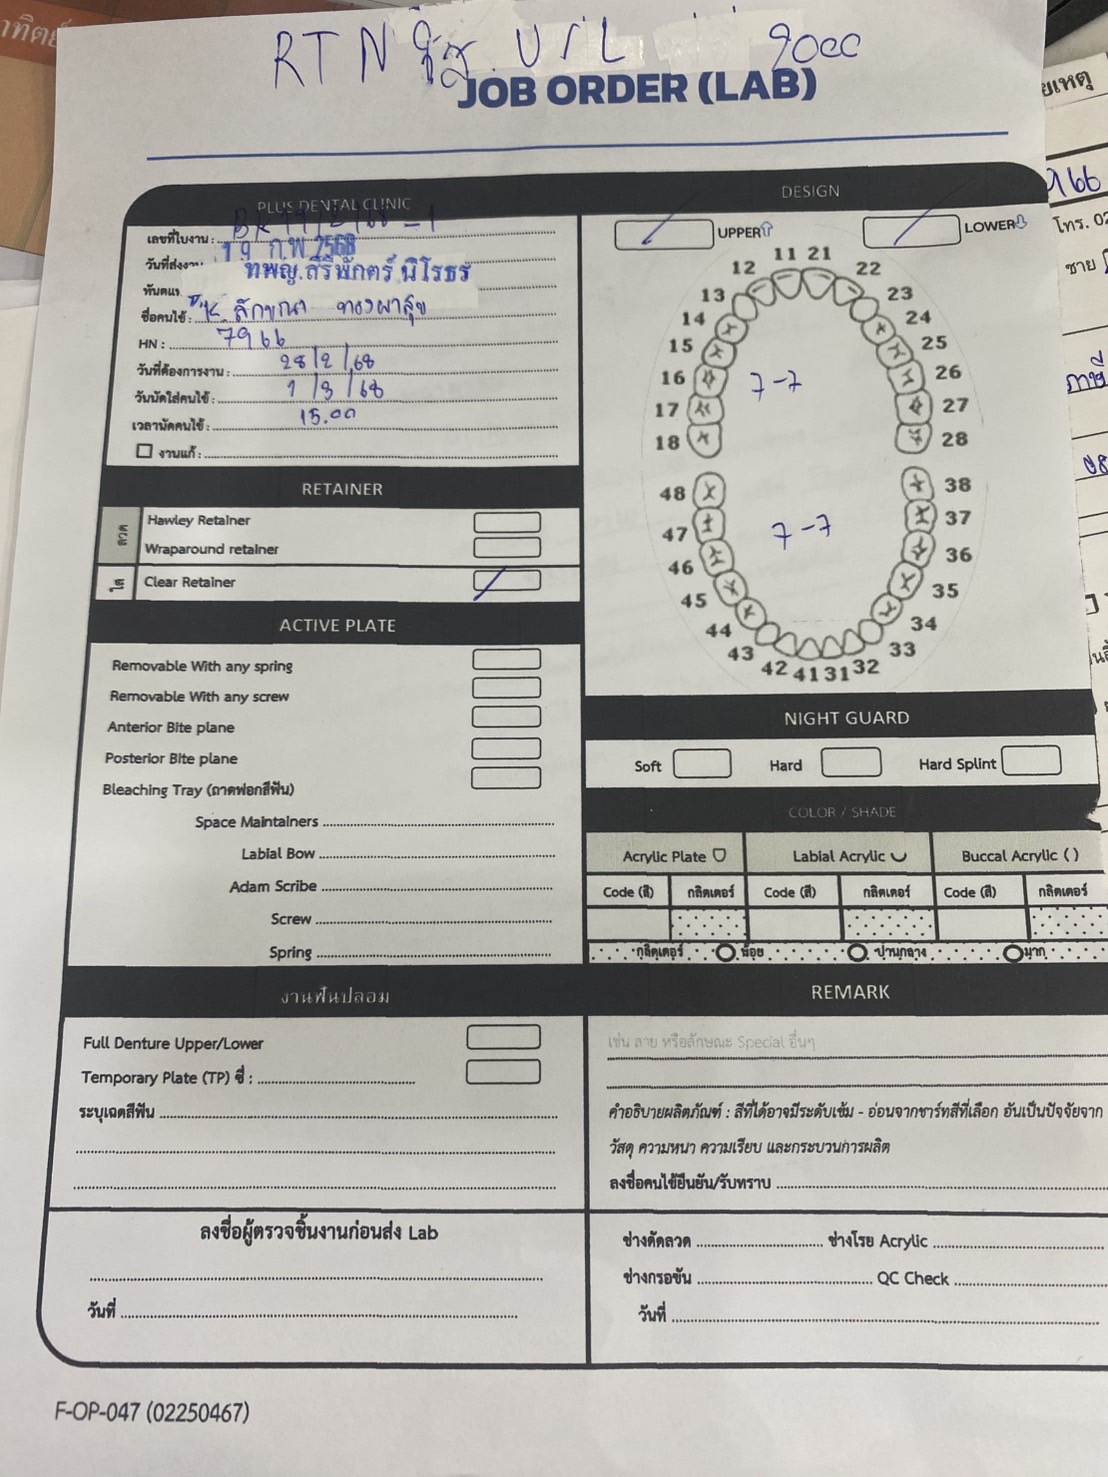 RTN ใส U/L
JOB ORDER (LAB)
PLUS DENTAL CLINIC
เลขที่ใบงาน :
วันที่ส่งงาน 19 ก.พ. 2568
ทันตแพ ทพญ.สิรินักตร์ นิโรธร
ชื่อคนไข้ : K. ลักขณา ทองผาสุข
HN : 7966
วันที่ต้องการงาน : 28/2/68
วันนัดใส่คนไข้ : 1/3/68
เวลานัดคนไข้ : 15.00
งานแก้ :
DESIGN
UPPER
LOWER
11 21
12 22
13 23
14 24
15 25
16 7-7 26
17 27
18 28
48 38
47 7-7 37
46 36
45 35
44 34
43 33
42 41 31 32
RETAINER
ลวด
Hawley Retainer
Wraparound retainer
ใส
Clear Retainer
ACTIVE PLATE
Removable With any spring
Removable With any screw
Anterior Bite plane
Posterior Bite plane
Bleaching Tray (ถาดฟอกสีฟัน)
Space Maintainers
Labial Bow
Adam Scribe
Screw
Spring
NIGHT GUARD
Soft Hard Hard Splint
COLOR / SHADE
Acrylic Plate Labial Acrylic Buccal Acrylic ( )
Code (สี) กลิตเตอร์ Code (สี) กลิตเตอร์ Code (สี) กลิตเตอร์
กลิตเตอร์ น้อย ปานกลาง มาก
งานฟันปลอม
Full Denture Upper/Lower
Temporary Plate (TP) ซี่ :
ระบุเฉดสีฟัน
REMARK
เช่น ลาย หรือลักษณะ Special อื่นๆ
คำอธิบายผลิตภัณฑ์ : สีที่ได้อาจมีระดับเข้ม - อ่อนจากชาร์ทสีที่เลือก อันเป็นปัจจัยจาก
วัสดุ ความหนา ความเรียบ และกระบวนการผลิต
ลงชื่อคนไข้ยืนยัน/รับทราบ
ลงชื่อผู้ตรวจชิ้นงานก่อนส่ง Lab
วันที่
ช่างดัดลวด ช่างโรย Acrylic
ช่างกรอขัน QC Check
วันที่
F-OP-047 (02250467)
ยเหตุ
966
โทร. 02
ชาย